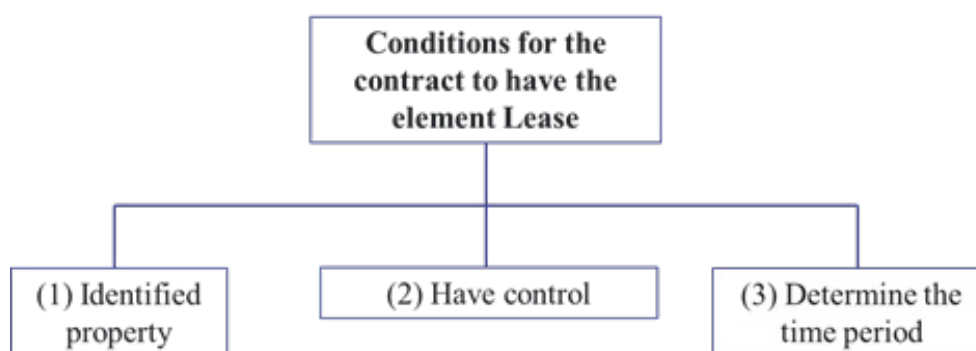 Conditions for the
contract to have the
element Lease
(1) Identified
property
(2) Have control
(3) Determine the
time period